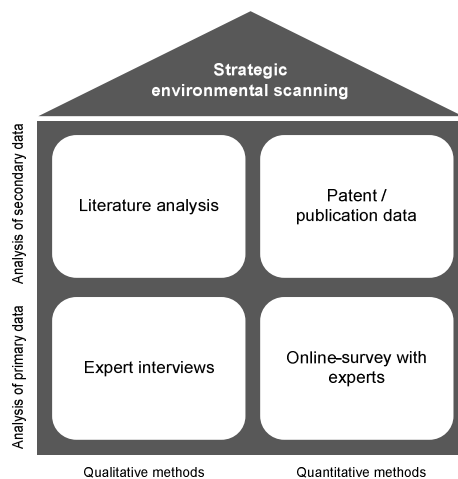 Strategic
environmental scanning
Analysis of secondary data
Literature analysis
Patent /
publication data
Analysis of primary data
Expert interviews
Online-survey with
experts
Qualitative methods
Quantitative methods